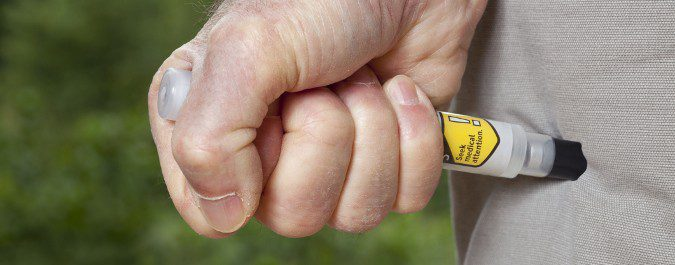 Seek
medical
attention.